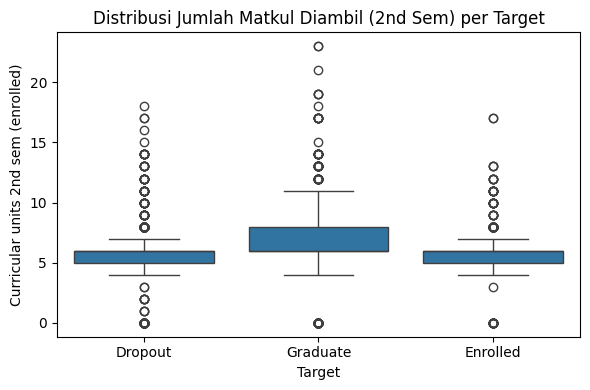 Distribusi Jumlah Matkul Diambil (2nd Sem) per Target
Curricular units 2nd sem (enrolled)
20
15
10
5
0
Dropout Graduate Enrolled
Target